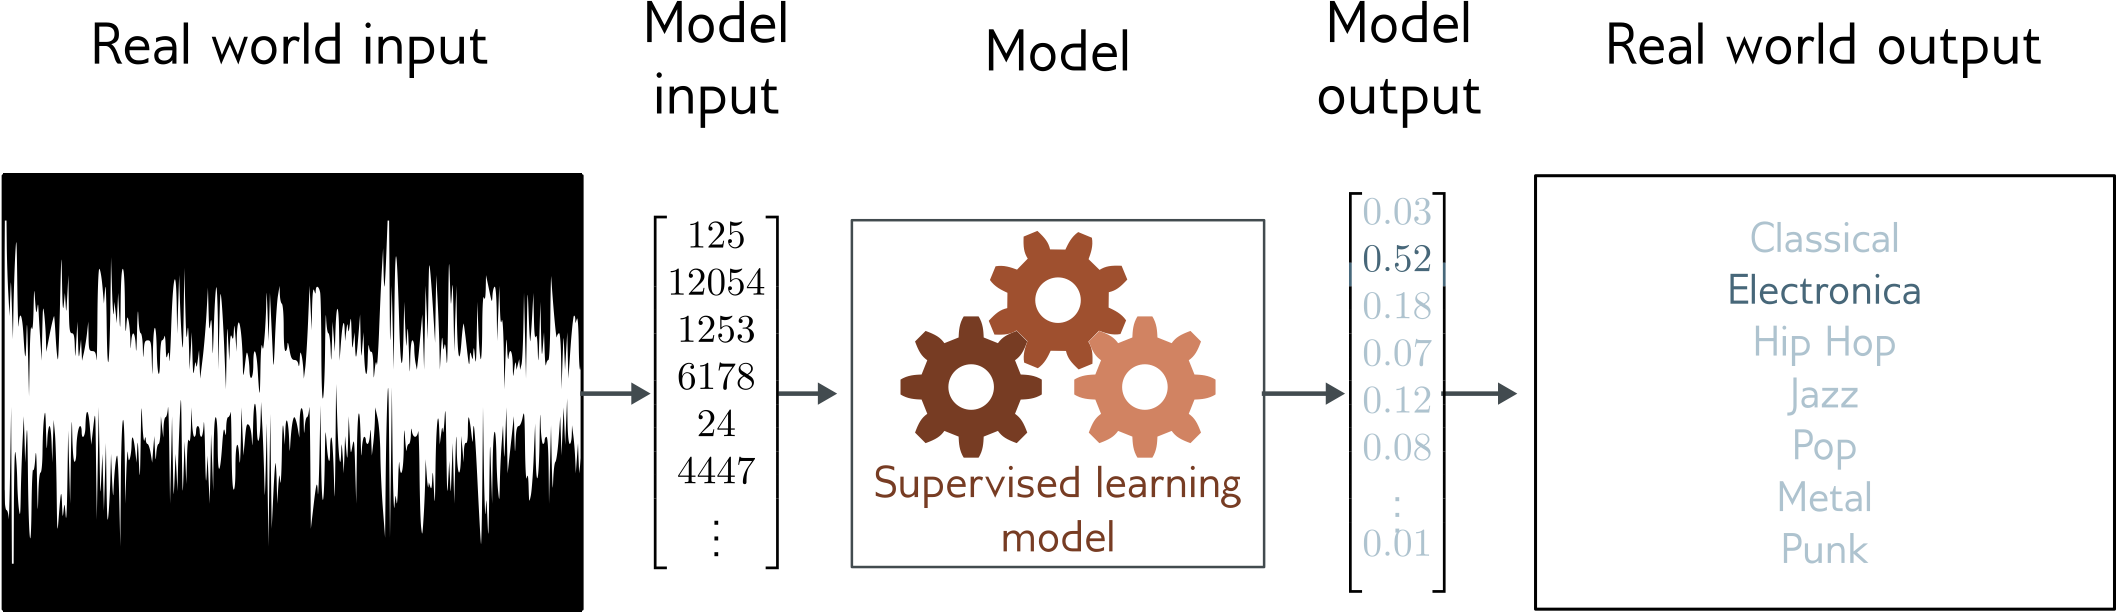 Real world input
Model
input
Model
Model
output
Real world output
125
12054
1253
6178
24
4447
⋮
Supervised learning
model
0.03
0.52
0.18
0.07
0.12
0.08
⋮
0.01
Classical
Electronica
Hip Hop
Jazz
Pop
Metal
Punk